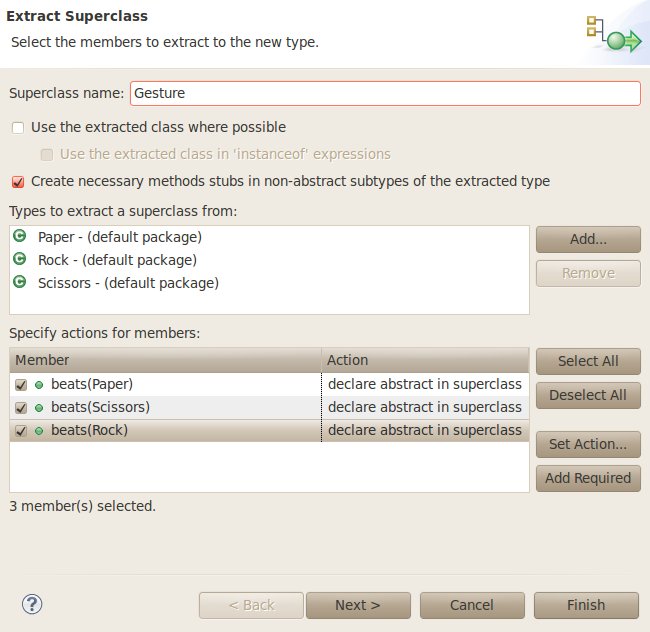 Extract Superclass
Select the members to extract to the new type.
Superclass name: Gesture
Use the extracted class where possible
Use the extracted class in 'instanceof' expressions
Create necessary methods stubs in non-abstract subtypes of the extracted type
Types to extract a superclass from:
Paper - (default package)
Rock - (default package)
Scissors - (default package)
Add...
Remove
Specify actions for members:
Member Action
beats(Paper) declare abstract in superclass
beats(Scissors) declare abstract in superclass
beats(Rock) declare abstract in superclass
Select All
Deselect All
Set Action...
Add Required
3 member(s) selected.
? < Back Next > Cancel Finish